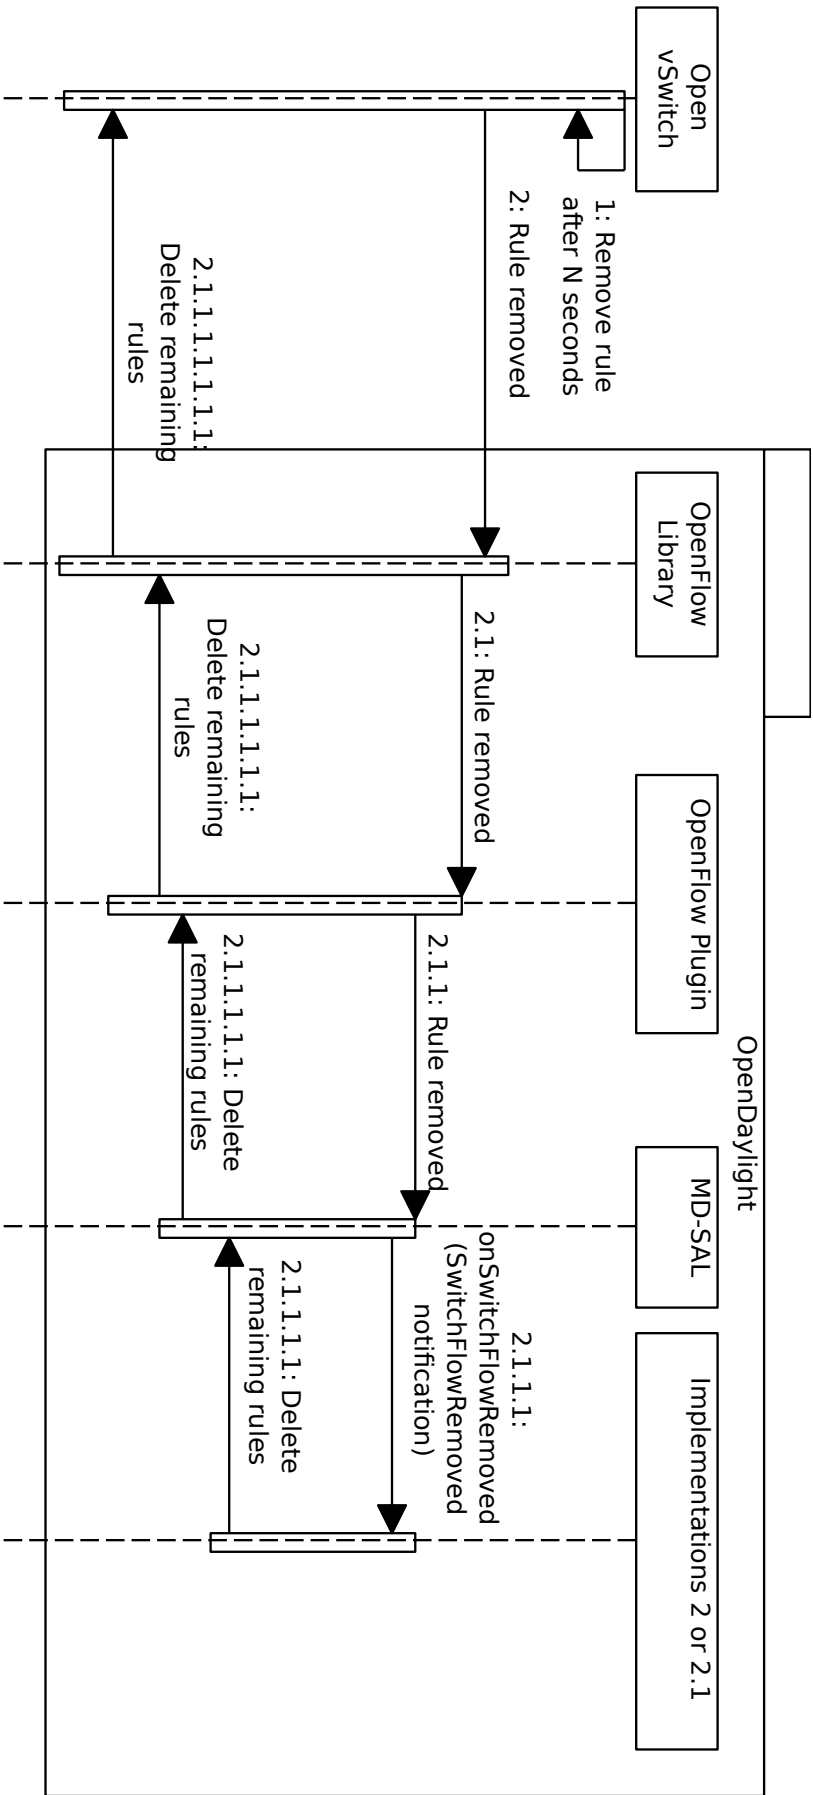 OpenDaylight
Open
vSwitch
OpenFlow
Library
OpenFlow Plugin
MD-SAL
Implementations 2 or 2.1
1: Remove rule
after N seconds
2: Rule removed
2.1: Rule removed
2.1.1: Rule removed
2.1.1.1:
onSwitchFlowRemoved
(SwitchFlowRemoved
notification)
2.1.1.1.1: Delete
remaining rules
2.1.1.1.1.1: Delete
remaining rules
2.1.1.1.1.1.1:
Delete remaining
rules
2.1.1.1.1.1.1.1:
Delete remaining
rules